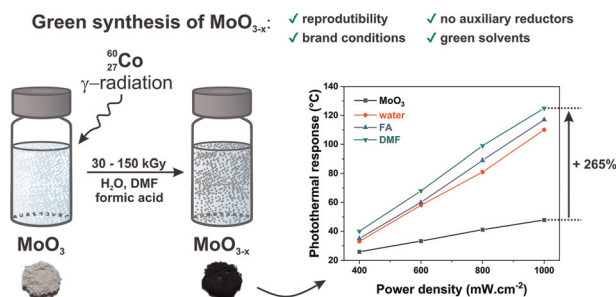 Green synthesis of MoO3-x:
✓ reprodutibility
✓ no auxiliary reductors
✓ brand conditions
✓ green solvents
60
27Co
γ–radiation
30 - 150 kGy
H2O, DMF
formic acid
MoO3
MoO3-x
Photothermal response (°C)
140
120
100
80
60
40
20
MoO3
water
FA
DMF
+ 265%
400
600
800
1000
Power density (mW.cm-2)